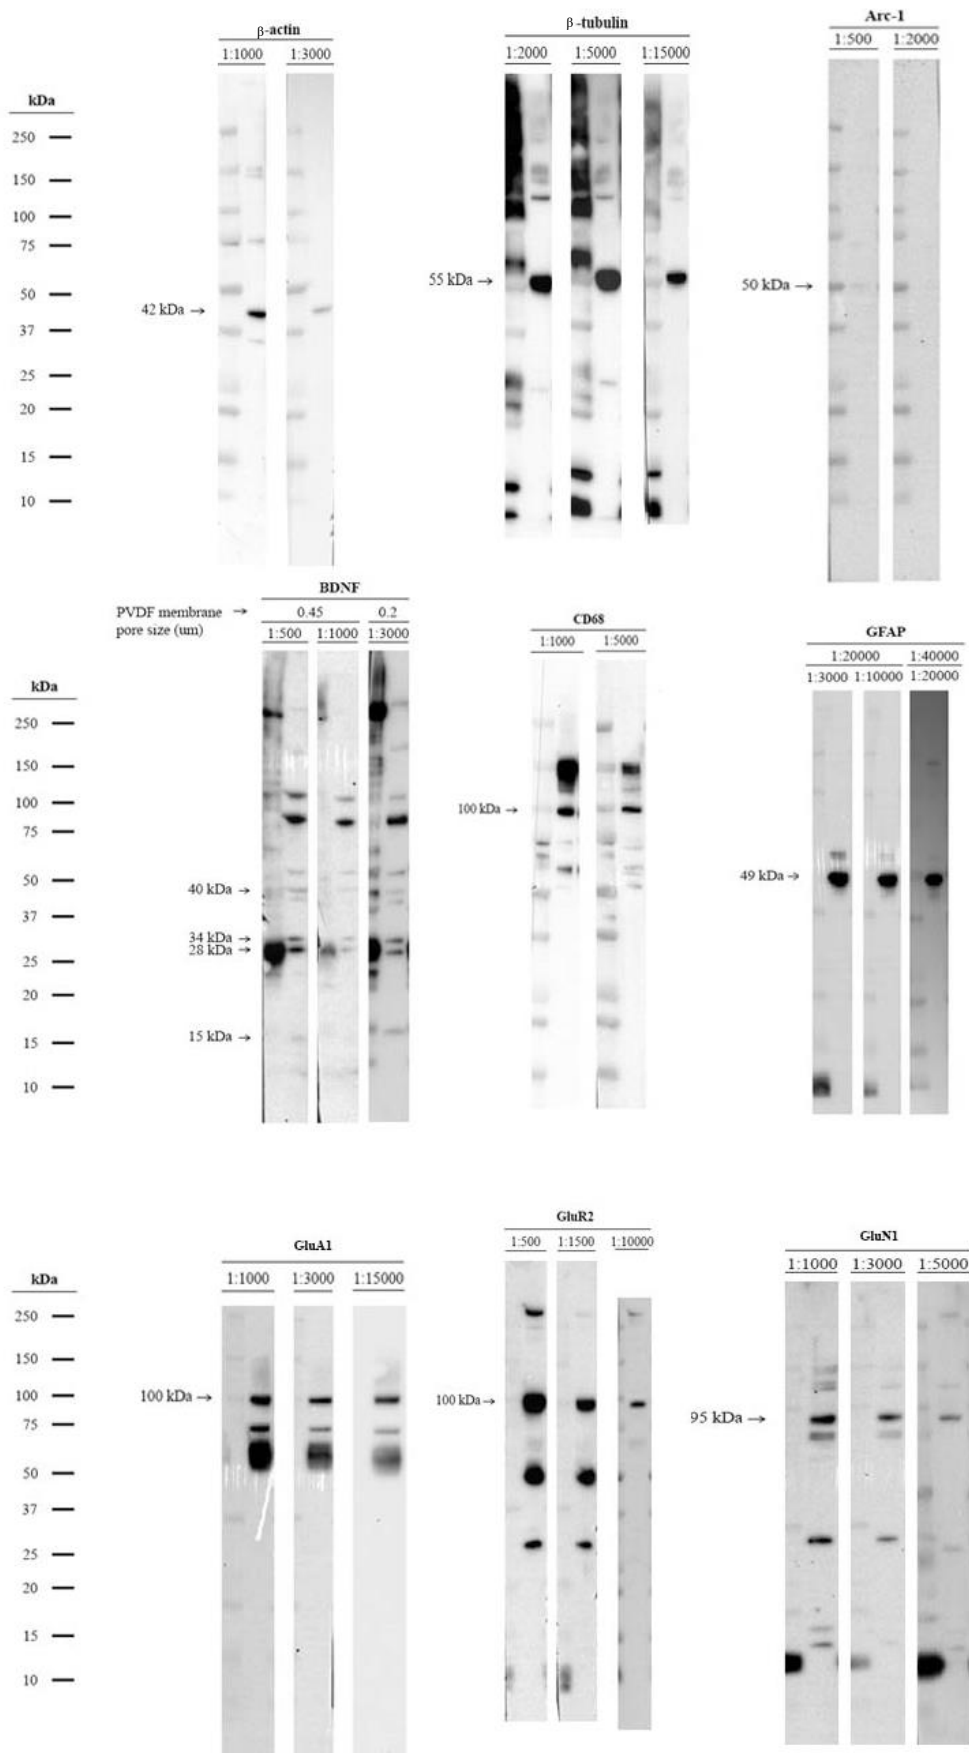 β-actin
1:1000 1:3000
β -tubulin
1:2000 1:5000 1:15000
Arc-1
1:500 1:2000
kDa
250
150
100
75
50
37
25
20
15
10
42 kDa →
55 kDa →
50 kDa →
BDNF
PVDF membrane → 0.45 0.2
pore size (um) 1:500 1:1000 1:3000
CD68
1:1000 1:5000
GFAP
1:20000 1:40000
1:3000 1:10000 1:20000
kDa
250
150
100
75
50
37
25
20
15
10
40 kDa →
34 kDa →
28 kDa →
15 kDa →
100 kDa →
49 kDa →
GluA1
1:1000 1:3000 1:15000
GluR2
1:500 1:1500 1:10000
GluN1
1:1000 1:3000 1:5000
kDa
250
150
100
75
50
37
25
20
15
10
100 kDa →
100 kDa →
95 kDa →